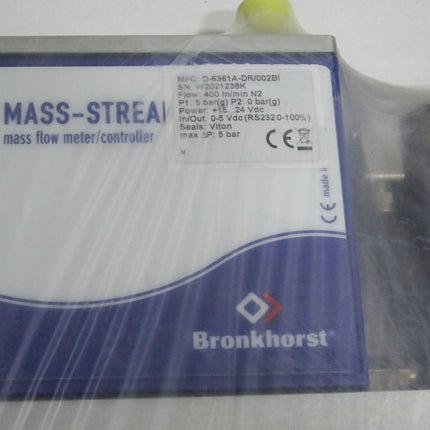 MFC: D-6361A-DR/002BI
SN: W2021238K
Flow: 400 ln/min N2
P1: 5 bar(g) P2: 0 bar(g)
Power: +15...24 Vdc
In/Out: 0-5 Vdc (RS232 0-100%)
Seals: Viton
max ΔP: 5 bar
M
CE
MASS-STREA
mass flow meter/controller
CE made i
Bronkhorst®